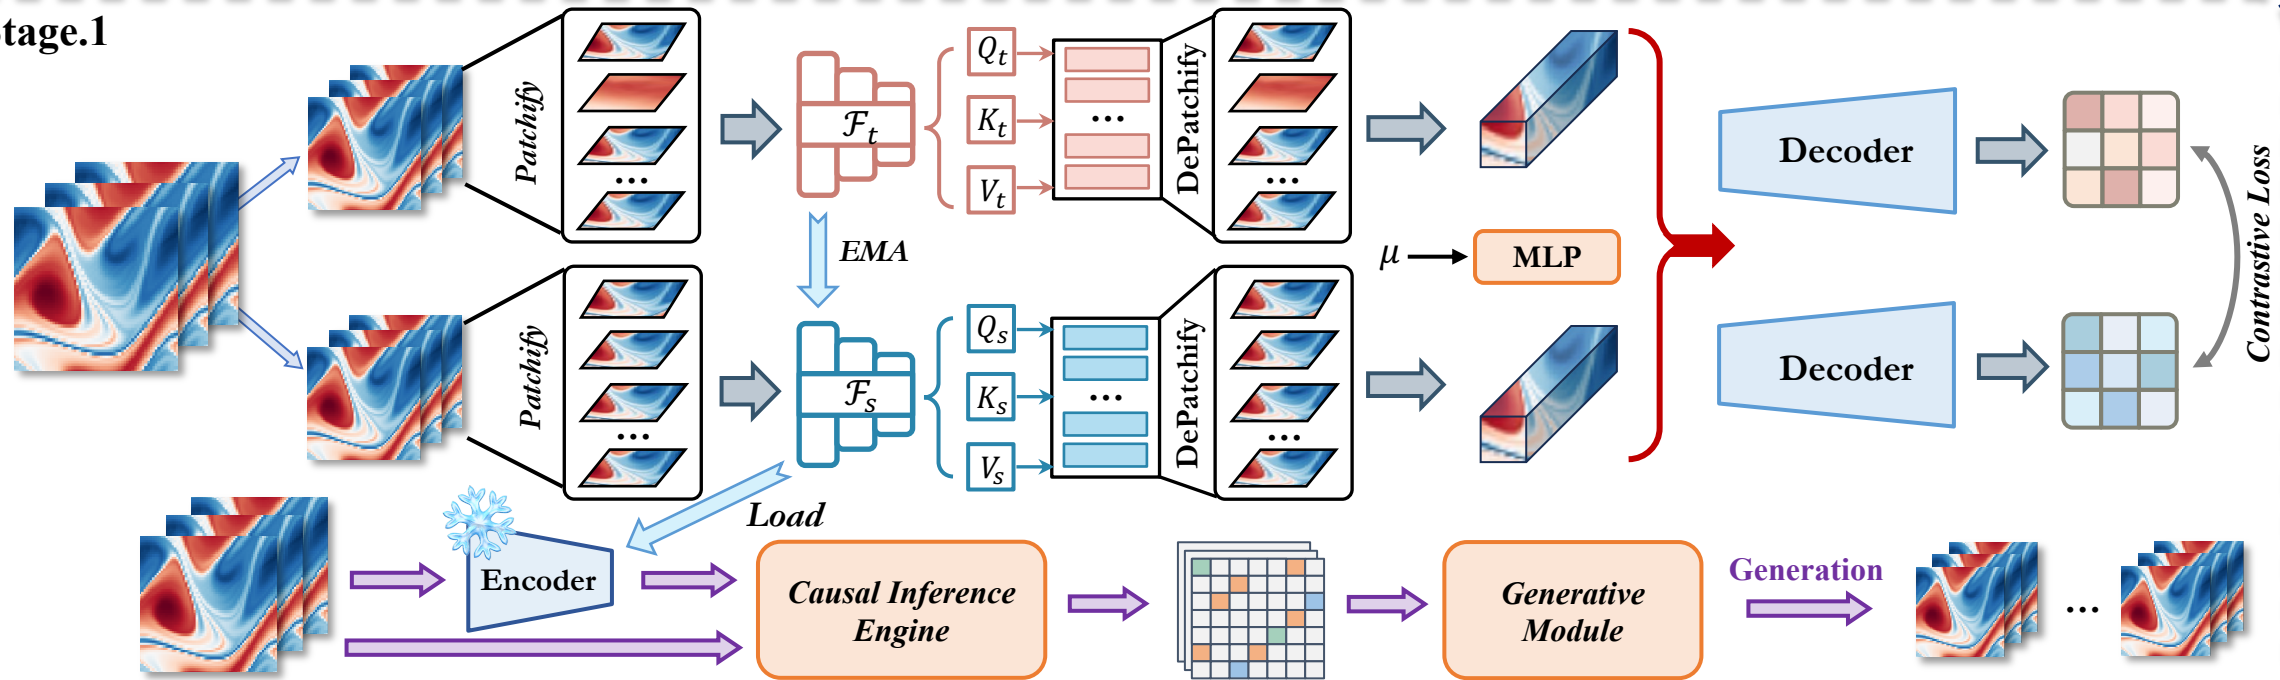 tage.1
Patchify
ℱt
Qt
Kt
Vt
...
DePatchify
...
...
Decoder
EMA
μ
MLP
Contrastive Loss
Patchify
ℱs
Qs
Ks
Vs
...
DePatchify
...
...
Decoder
Load
Encoder
Causal Inference
Engine
Generative
Module
Generation
...